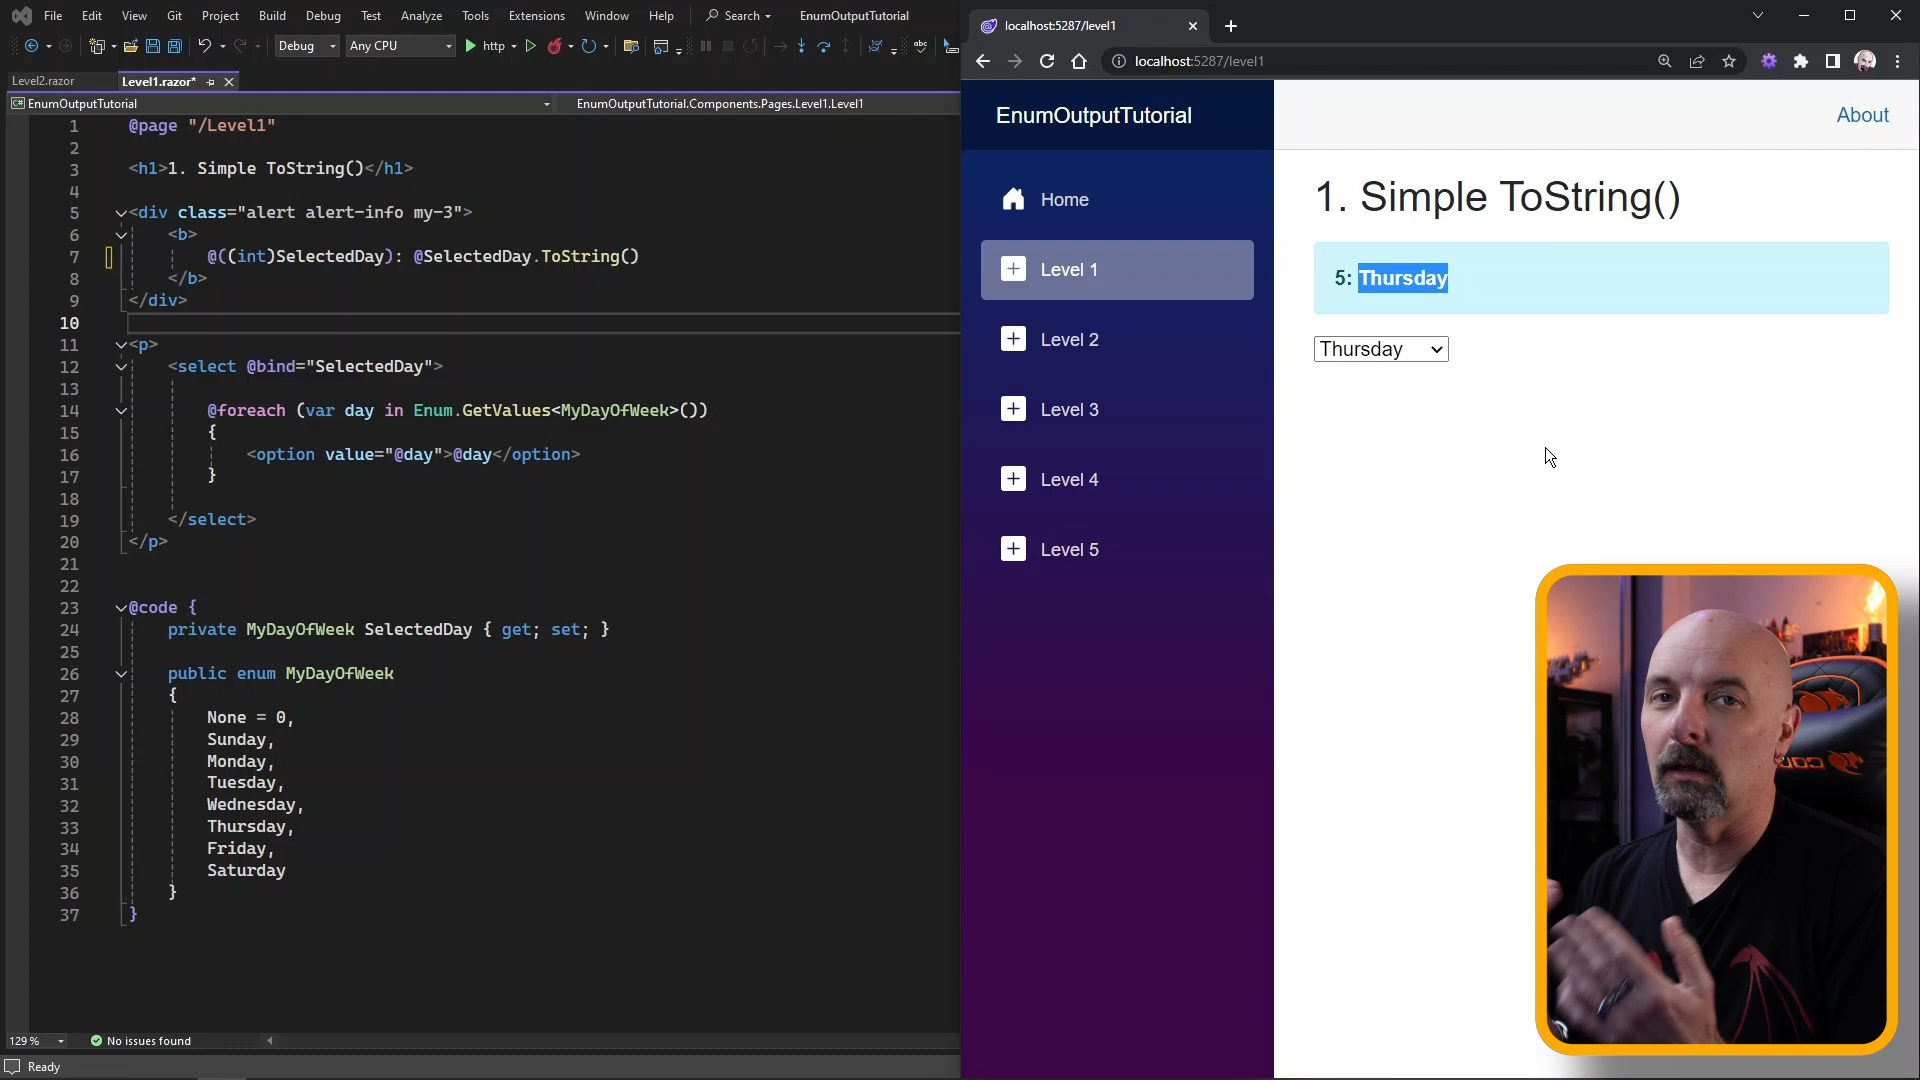 File Edit View Git Project Build Debug Test Analyze Tools Extensions Window Help Search EnumOutputTutorial
Debug Any CPU http
Level2.razor Level1.razor*
EnumOutputTutorial EnumOutputTutorial.Components.Pages.Level1.Level1
1 @page "/Level1"
2
3 <h1>1. Simple ToString()</h1>
4
5 <div class="alert alert-info my-3">
6 <b>
7 @((int)SelectedDay): @SelectedDay.ToString()
8 </b>
9 </div>
10
11 <p>
12 <select @bind="SelectedDay">
13
14 @foreach (var day in Enum.GetValues<MyDayOfWeek>())
15 {
16 <option value="@day">@day</option>
17 }
18
19 </select>
20 </p>
21
22
23 @code {
24 private MyDayOfWeek SelectedDay { get; set; }
25
26 public enum MyDayOfWeek
27 {
28 None = 0,
29 Sunday,
30 Monday,
31 Tuesday,
32 Wednesday,
33 Thursday,
34 Friday,
35 Saturday
36 }
37 }
129 % No issues found
Ready
localhost:5287/level1
localhost:5287/level1
EnumOutputTutorial
About
Home
Level 1
Level 2
Level 3
Level 4
Level 5
1. Simple ToString()
5: Thursday
Thursday